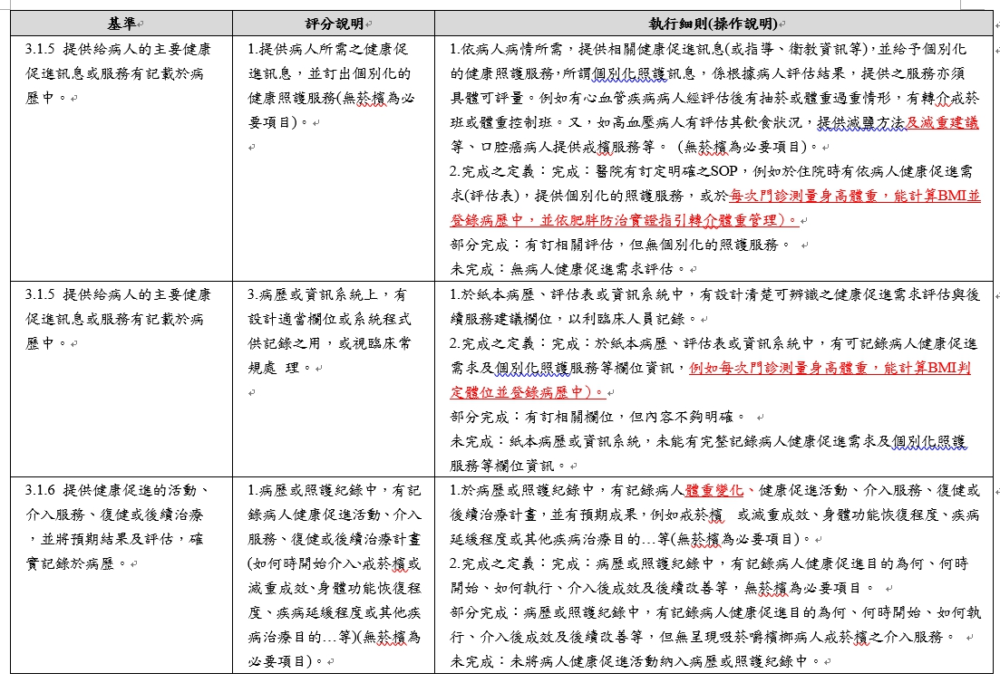 基準
評分說明
執行細則(操作說明)
3.1.5 提供給病人的主要健康
促進訊息或服務有記載於病
歷中。
1.提供病人所需之健康促
進訊息，並訂出個別化的
健康照護服務(無菸檳為必
要項目)。
1.依病人病情所需，提供相關健康促進訊息(或指導、衛教資訊等)，並給予個別化
的健康照護服務，所謂個別化照護訊息，係根據病人評估結果，提供之服務亦須
具體可評量。例如有心血管疾病病人經評估後有抽菸或體重過重情形，有轉介戒菸
班或體重控制班。又，如高血壓病人有評估其飲食狀況，提供減鹽方法及減重建議
等、口腔癌病人提供戒檳服務等。 (無菸檳為必要項目)。
2.完成之定義：完成：醫院有訂定明確之SOP，例如於住院時有依病人健康促進需
求(評估表)，提供個別化的照護服務，或於每次門診測量身高體重，能計算BMI並
登錄病歷中，並依肥胖防治實證指引轉介體重管理)。
部分完成：有訂相關評估，但無個別化的照護服務。
未完成：無病人健康促進需求評估。
3.1.5 提供給病人的主要健康
促進訊息或服務有記載於病
歷中。
3.病歷或資訊系統上，有
設計適當欄位或系統程式
供記錄之用，或視臨床常
規處 理。
1.於紙本病歷、評估表或資訊系統中，有設計清楚可辨識之健康促進需求評估與後
續服務建議欄位，以利臨床人員記錄。
2.完成之定義：完成：於紙本病歷、評估表或資訊系統中，有可記錄病人健康促進
需求及個別化照護服務等欄位資訊，例如每次門診測量身高體重，能計算BMI判
定體位並登錄病歷中)。
部分完成：有訂相關欄位，但內容不夠明確。
未完成：紙本病歷或資訊系統，未能有完整記錄病人健康促進需求及個別化照護
服務等欄位資訊。
3.1.6 提供健康促進的活動、
介入服務、復健或後續治療
，並將預期結果及評估，確
實記錄於病歷。
1.病歷或照護紀錄中，有記
錄病人健康促進活動、介入
服務、復健或後續治療計畫
(如何時開始介入、戒菸檳或
減重成效、身體功能恢復程
度、疾病延緩程度或其他疾
病治療目的…等)(無菸檳為
必要項目)。
1.於病歷或照護紀錄中，有記錄病人體重變化、健康促進活動、介入服務、復健或
後續治療計畫，並有預期成果，例如戒菸檳 或減重成效、身體功能恢復程度、疾病
延緩程度或其他疾病治療目的…等(無菸檳為必要項目)。
2.完成之定義：完成：病歷或照護紀錄中，有記錄病人健康促進目的為何、何時
開始、如何執行、介入後成效及後續改善等，無菸檳為必要項目。
部分完成：病歷或照護紀錄中，有記錄病人健康促進目的為何、何時開始、如何執
行、介入後成效及後續改善等，但無呈現吸菸嚼檳榔病人戒菸檳之介入服務。
未完成：未將病人健康促進活動納入病歷或照護紀錄中。